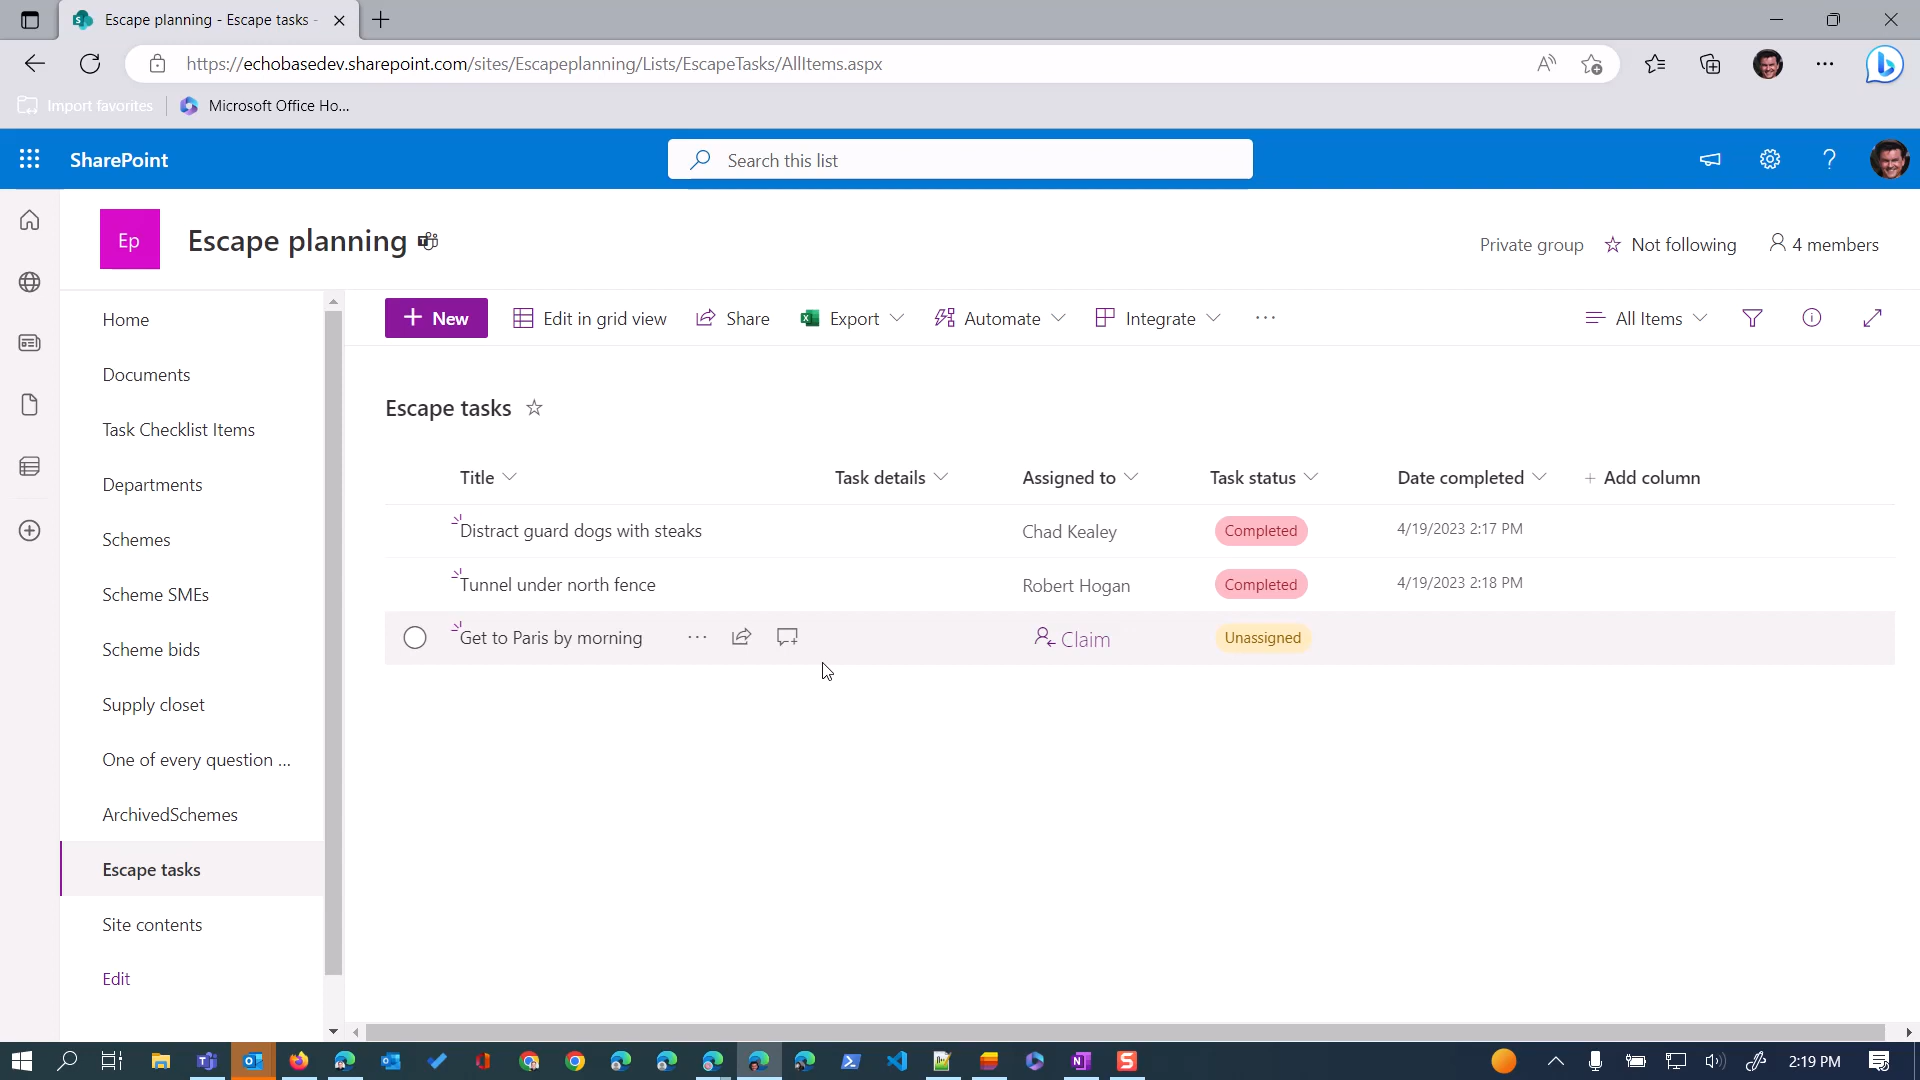 Escape planning - Escape tasks -
https://echobasedev.sharepoint.com/sites/Escapeplanning/Lists/EscapeTasks/AllItems.aspx
Import favorites
Microsoft Office Ho...
SharePoint
Search this list
Ep
Escape planning
Private group
Not following
4 members
Home
Documents
Task Checklist Items
Departments
Schemes
Scheme SMEs
Scheme bids
Supply closet
One of every question ...
ArchivedSchemes
Escape tasks
Site contents
Edit
New
Edit in grid view
Share
Export
Automate
Integrate
All Items
Escape tasks
Title
Task details
Assigned to
Task status
Date completed
+ Add column
Distract guard dogs with steaks
Chad Kealey
Completed
4/19/2023 2:17 PM
Tunnel under north fence
Robert Hogan
Completed
4/19/2023 2:18 PM
Get to Paris by morning
Claim
Unassigned
2:19 PM